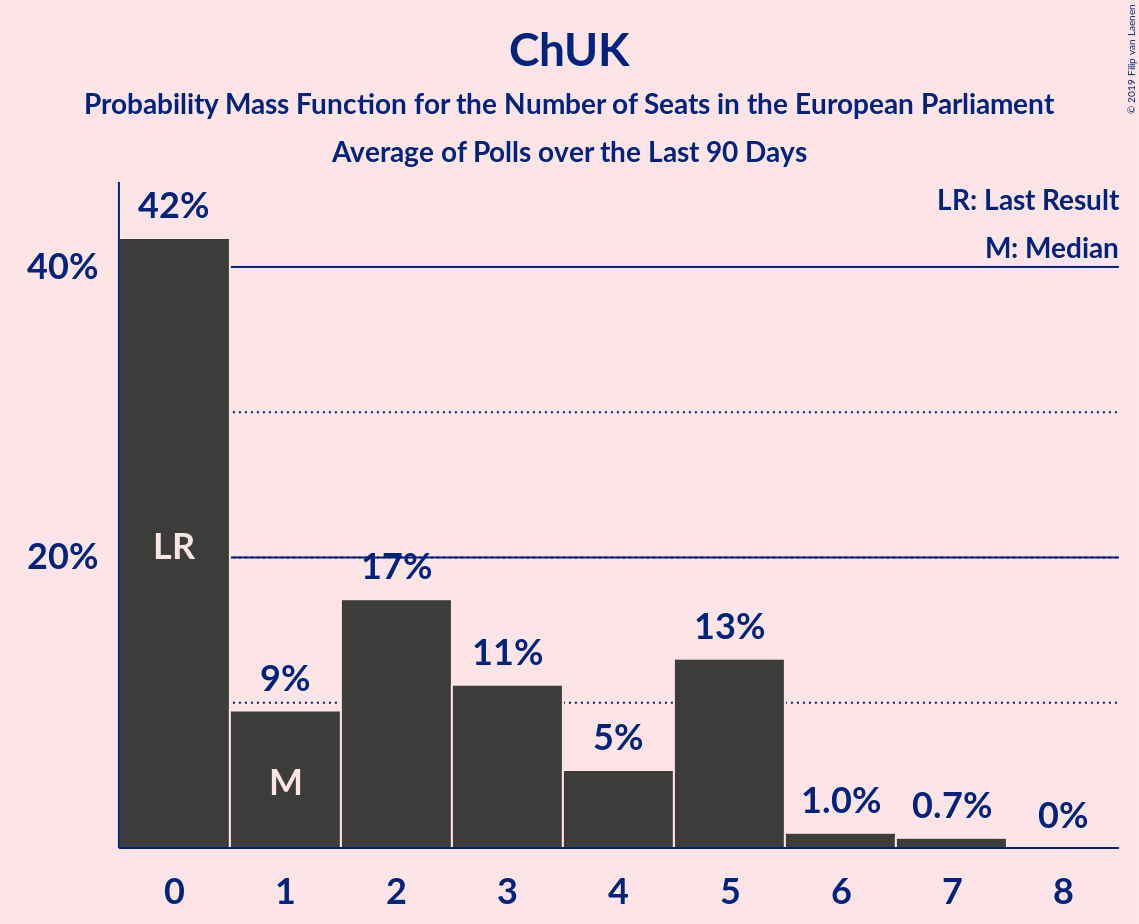 ChUK
Probability Mass Function for the Number of Seats in the European Parliament
Average of Polls over the Last 90 Days
© 2019 Filip van Laenen
LR: Last Result
M: Median
42%
40%
LR
20%
17%
13%
11%
9%
5%
M
1.0%
0.7%
0%
0 1 2 3 4 5 6 7 8